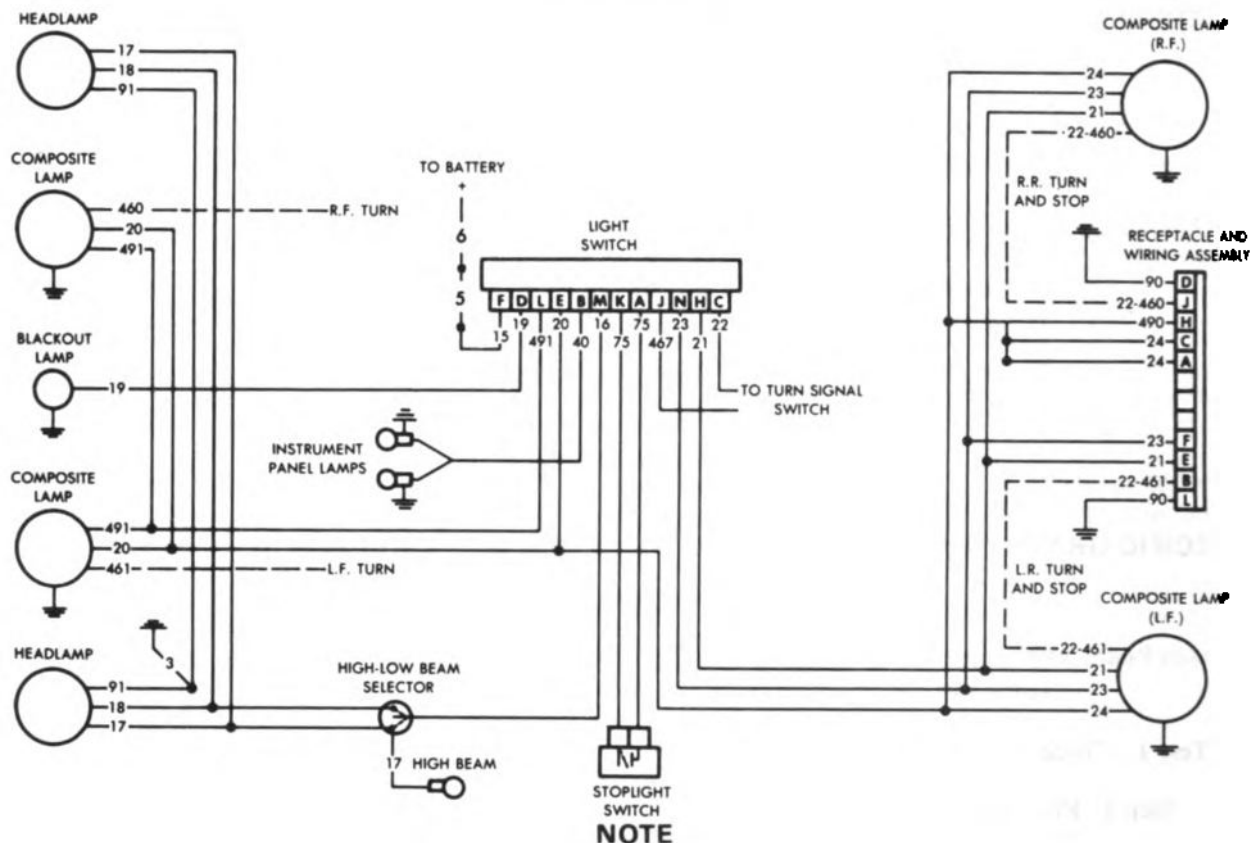 HEADLAMP
17
18
91
COMPOSITE
LAMP
460
R.F. TURN
20
491
BLACKOUT
LAMP
19
COMPOSITE
LAMP
491
20
461
L.F. TURN
HEADLAMP
3
91
18
17
TO BATTERY
+
6
5
LIGHT
SWITCH
F D L E B M K A J N H C
15 19 491 20 40 16 75 75 467 23 21 22
TO TURN SIGNAL
SWITCH
INSTRUMENT
PANEL LAMPS
HIGH-LOW BEAM
SELECTOR
17 HIGH BEAM
STOPLIGHT
SWITCH
NOTE
COMPOSITE LAMP
(R.F.)
24
23
21
22-460
R.R. TURN
AND STOP
RECEPTACLE AND
WIRING ASSEMBLY
90 D
22-460 J
490 H
24 C
24 A
23 F
21 E
22-461 B
90 L
L.R. TURN
AND STOP
COMPOSITE LAMP
(L.F.)
22-461
21
23
24